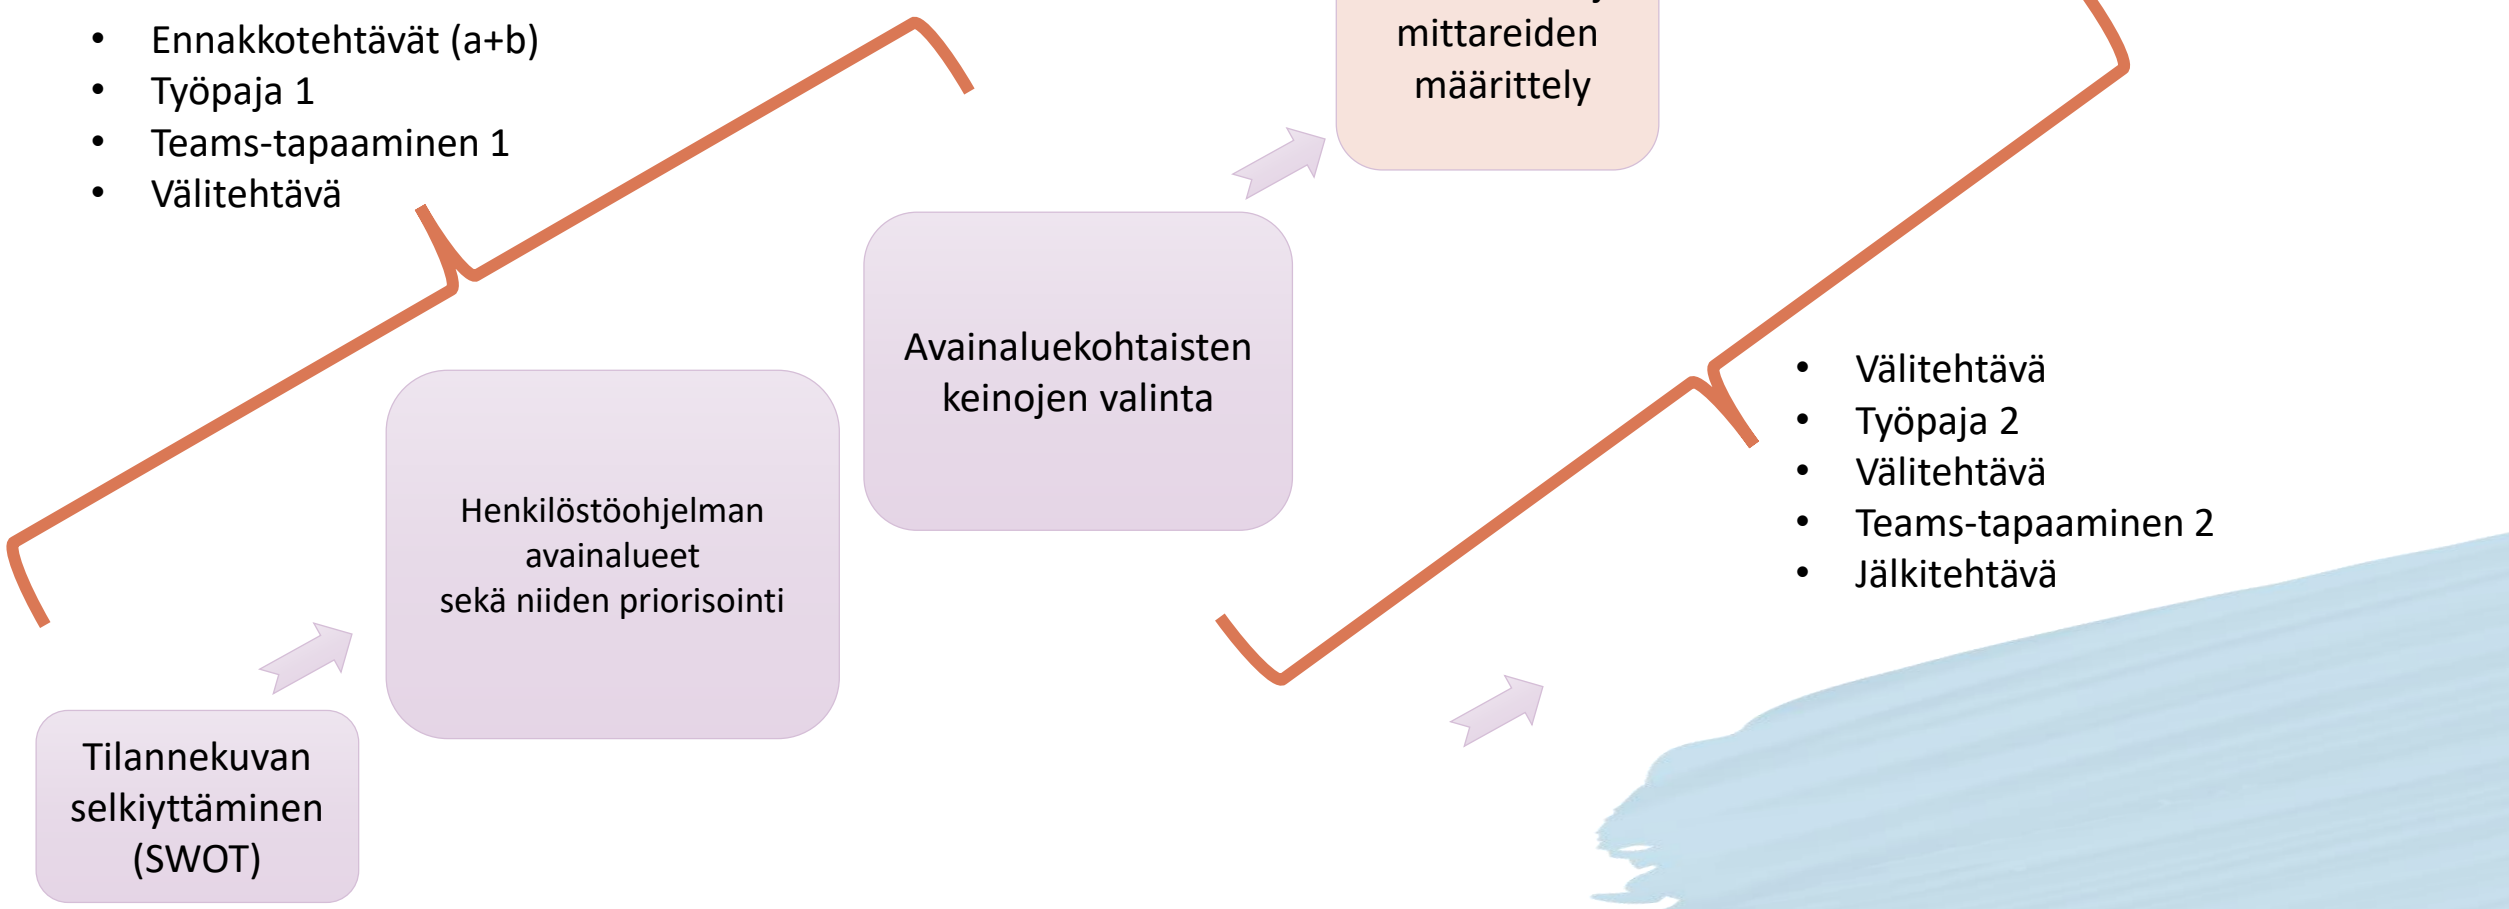 • Ennakkotehtävät (a+b)
• Työpaja 1
• Teams-tapaaminen 1
• Välitehtävä
mittareiden
määrittely
Avainaluekohtaisten
keinojen valinta
Henkilöstöohjelman
avainalueet
sekä niiden priorisointi
Tilannekuvan
selkiyttäminen
(SWOT)
• Välitehtävä
• Työpaja 2
• Välitehtävä
• Teams-tapaaminen 2
• Jälkitehtävä